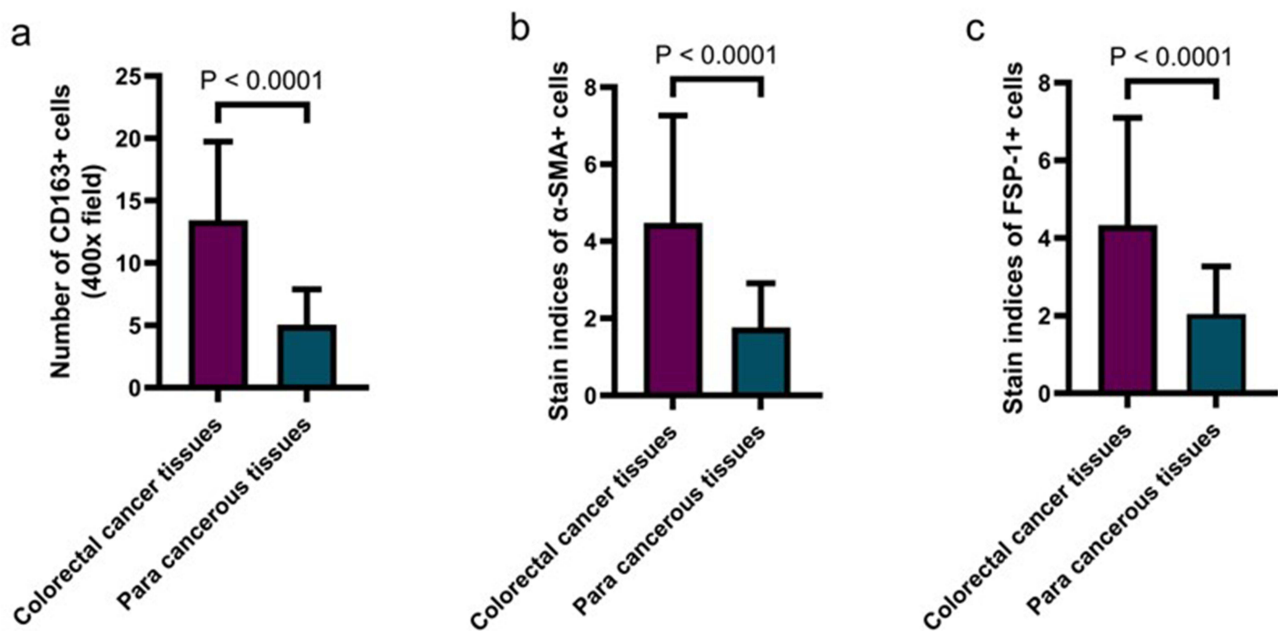 a
P < 0.0001
Number of CD163+ cells
(400x field)
25
20
15
10
5
0
Colorectal cancer tissues
Para cancerous tissues
b
P < 0.0001
Stain indices of α-SMA+ cells
8
6
4
2
0
Colorectal cancer tissues
Para cancerous tissues
c
P < 0.0001
Stain indices of FSP-1+ cells
8
6
4
2
0
Colorectal cancer tissues
Para cancerous tissues